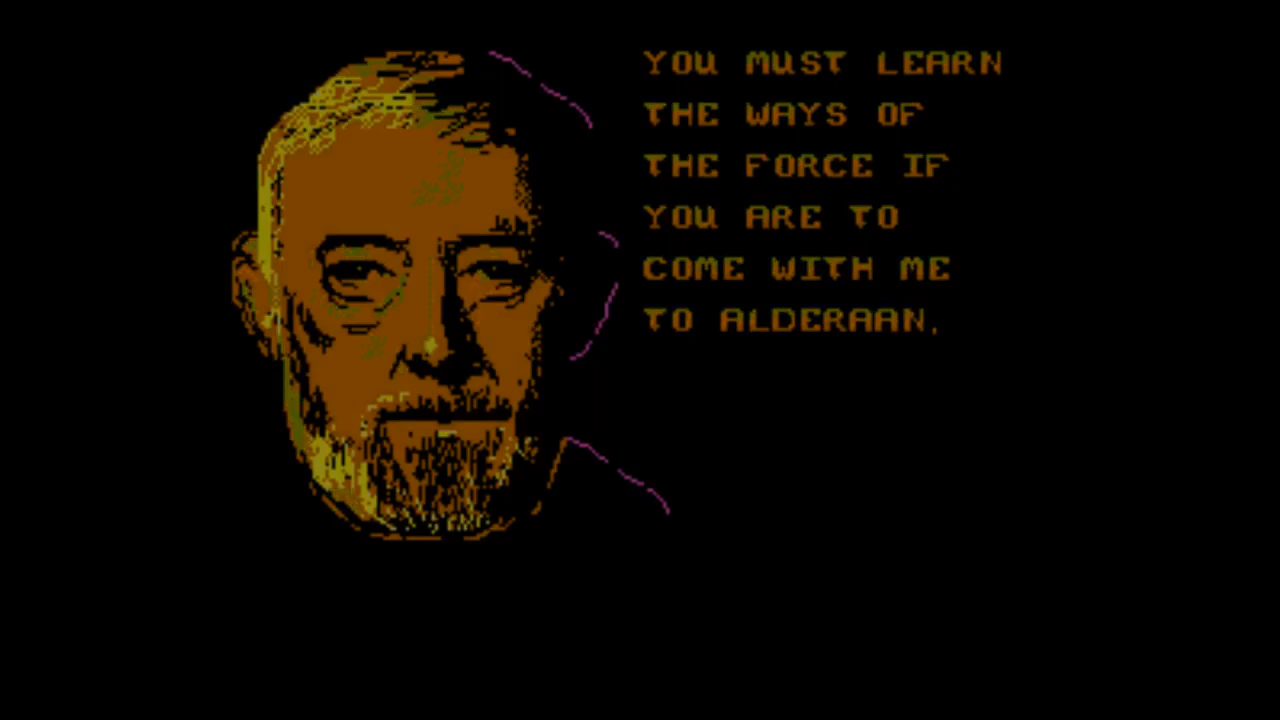 YOU MUST LEARN
THE WAYS OF
THE FORCE IF
YOU ARE TO
COME WITH ME
TO ALDERAAN.